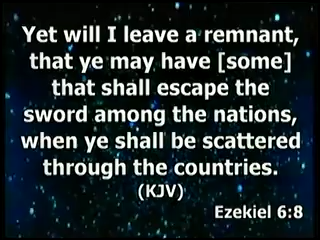 Yet will I leave a remnant,
that ye may have [some]
that shall escape the
sword among the nations,
when ye shall be scattered
through the countries.
(KJV)
Ezekiel 6:8